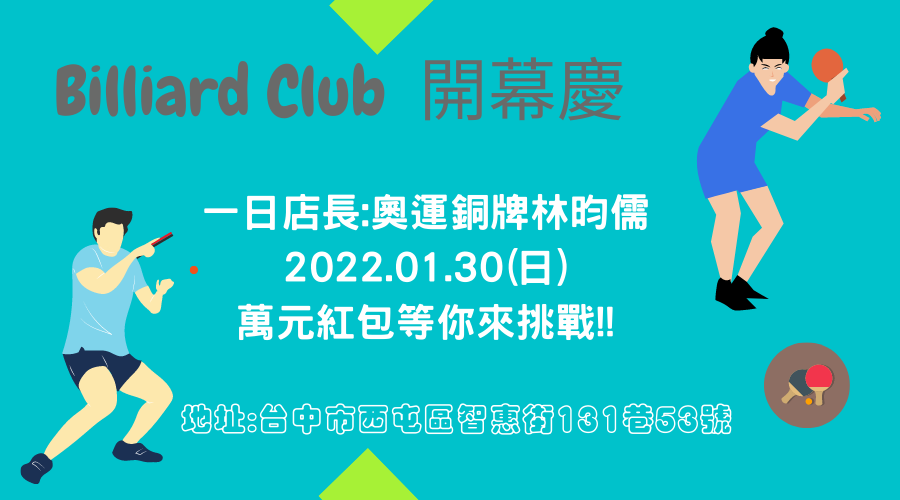 Billiard Club 開幕慶
一日店長:奧運銅牌林昀儒
2022.01.30(日)
萬元紅包等你來挑戰!!
地址:台中市西屯區智惠街131巷53號